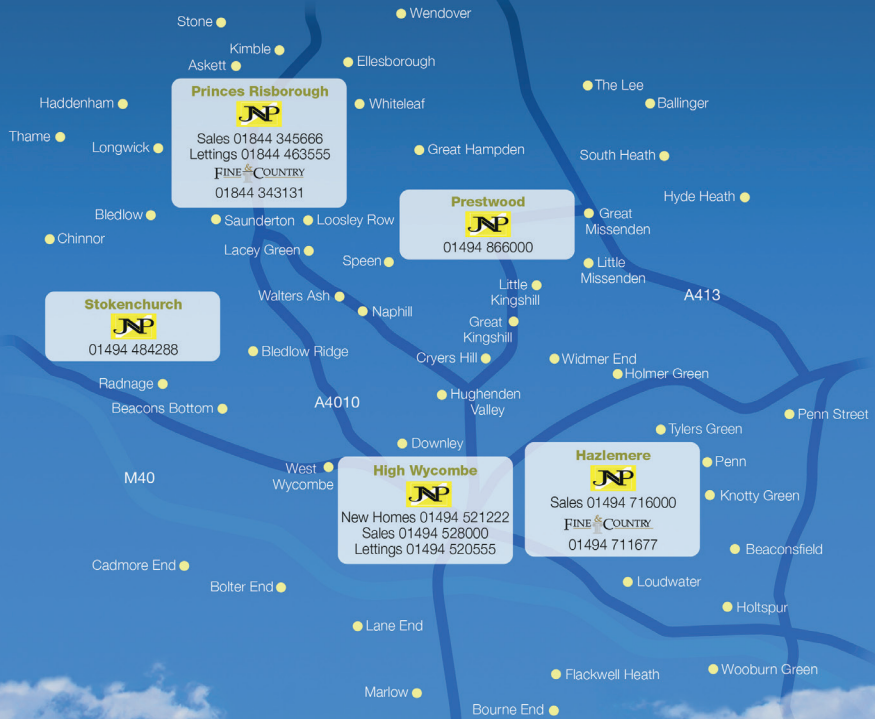 Wendover
Stone
Kimble
Askett
Ellesborough
The Lee
Haddenham
Princes Risborough
JNP
Sales 01844 345666
Lettings 01844 463555
FINE & COUNTRY
01844 343131
Whiteleaf
Ballinger
Thame
Longwick
Great Hampden
South Heath
Hyde Heath
Prestwood
JNP
01494 866000
Bledlow
Saunderton
Loosley Row
Great
Missenden
Chinnor
Lacey Green
Speen
Little
Missenden
Walters Ash
Little
Kingshill
A413
Stokenchurch
JNP
01494 484288
Naphill
Great
Kingshill
Bledlow Ridge
Cryers Hill
Widmer End
Holmer Green
Radnage
Beacons Bottom
A4010
Hughenden
Valley
Penn Street
Tylers Green
Downley
West
Wycombe
High Wycombe
JNP
New Homes 01494 521222
Sales 01494 528000
Lettings 01494 520555
Hazlemere
JNP
Sales 01494 716000
FINE & COUNTRY
01494 711677
Penn
M40
Knotty Green
Beaconsfield
Cadmore End
Bolter End
Loudwater
Holtspur
Lane End
Flackwell Heath
Wooburn Green
Marlow
Bourne End